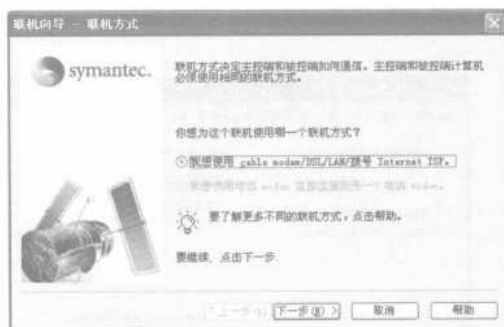 联机向导 - 联机方式
symantec.
联机方式决定主控端和被控端如何通信。主控端和被控端计算机
必须使用相同的联机方式。
你想为这个联机使用哪一个联机方式?
我想使用 cable modem/DSL/LAN/拨号 Internet ISP。
要了解更多不同的联机方式，点击帮助。
要继续，点击下一步.
下一步(N) >
取消
帮助